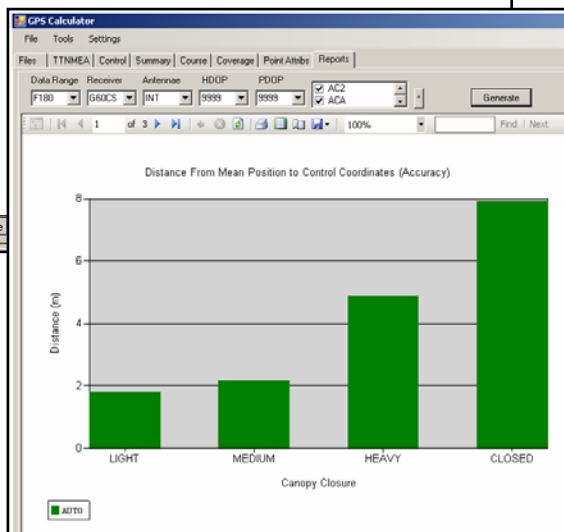 GPS Calculator
File Tools Settings
Files TTNMEA Control Summary Course Coverage Point Attribs Reports
Data Range Receiver Antennae HDOP PDOP
F180 G60CS INT 9999 9999 AC2 Generate
ACA
1 of 3 100% Find | Next
Distance From Mean Position to Control Coordinates (Accuracy)
8
6
4
2
0
Distance (m)
LIGHT MEDIUM HEAVY CLOSED
Canopy Closure
AUTO